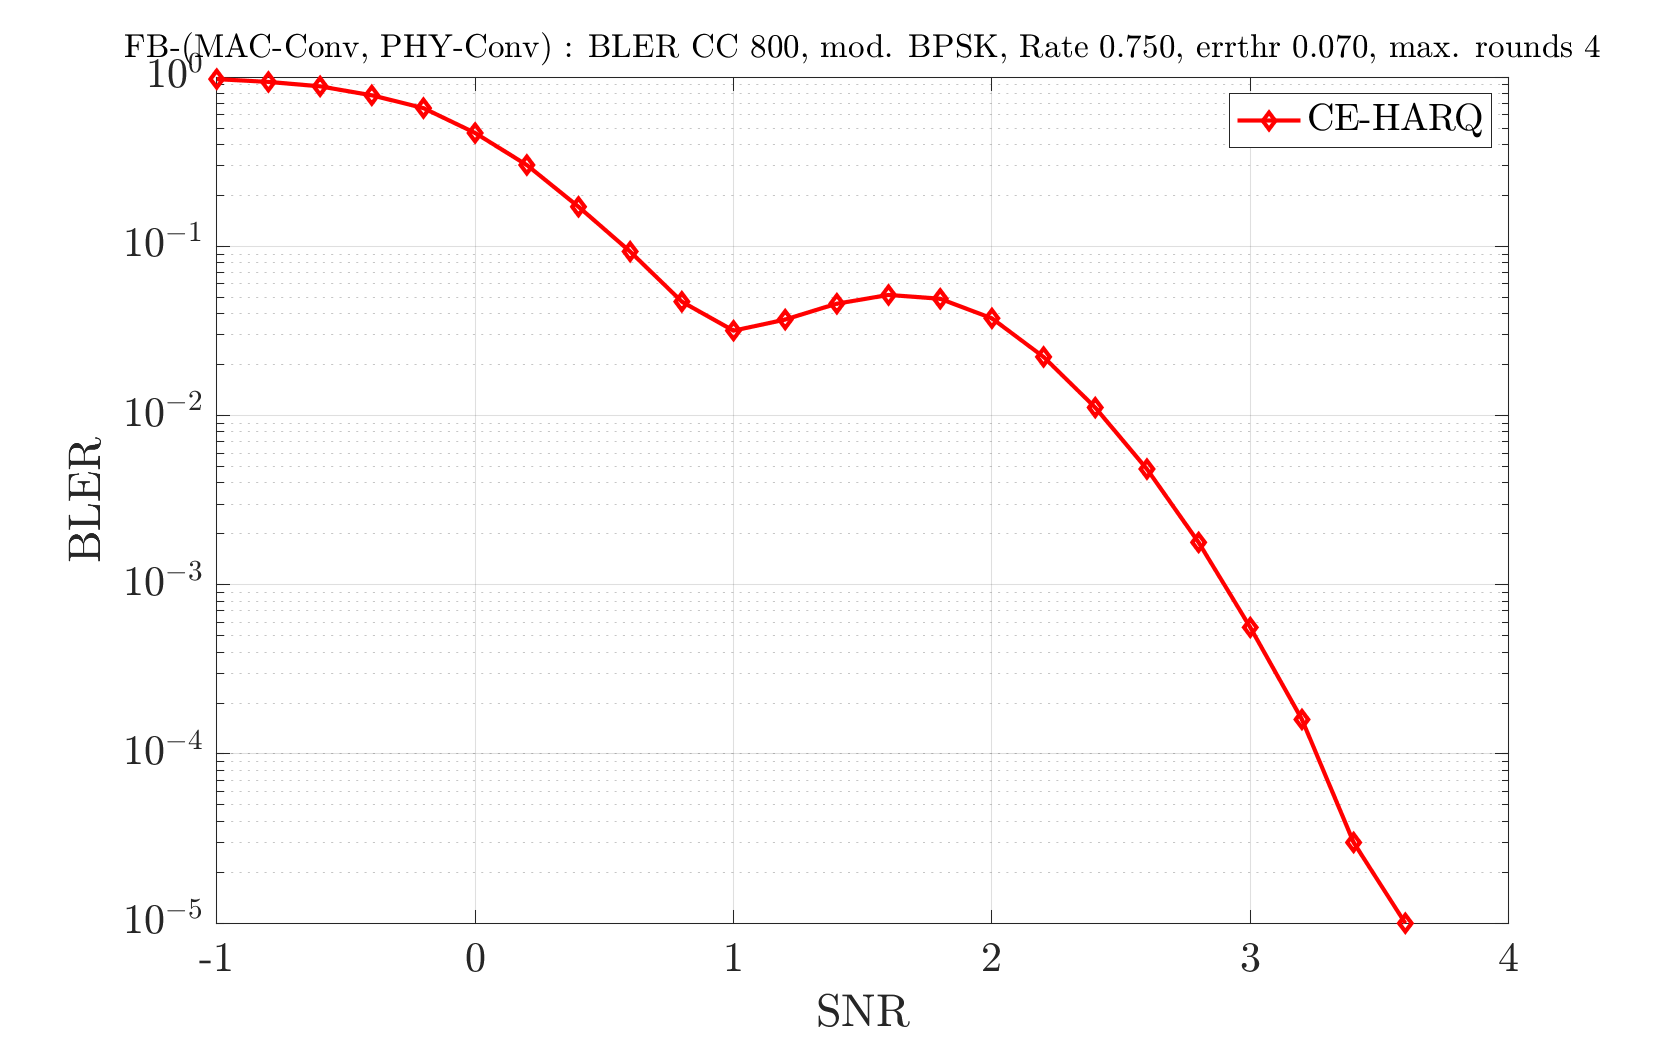 FB-(MAC-Conv, PHY-Conv) : BLER CC 800, mod. BPSK, Rate 0.750, errthr 0.070, max. rounds 4
10^0
CE-HARQ
10^-1
10^-2
BLER
10^-3
10^-4
10^-5
-1 0 1 2 3 4
SNR